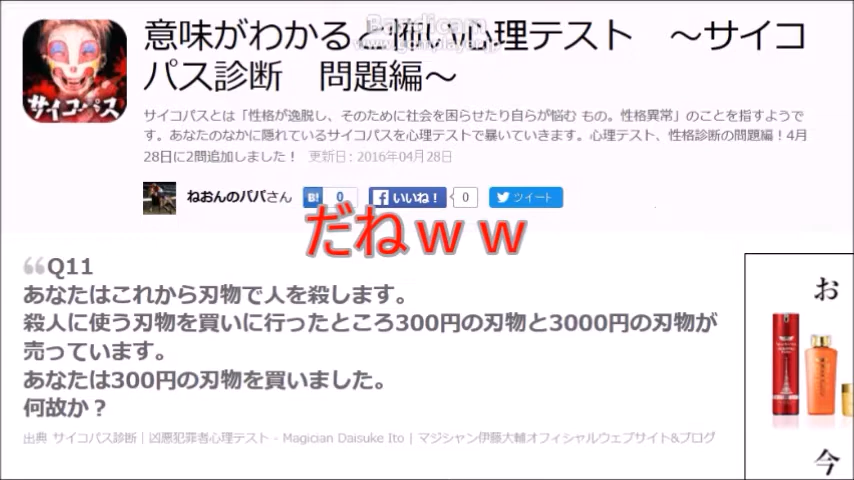 Bandicam
意味がわかると怖い心理テスト　～サイコ
パス診断　問題編～
サイコパス
サイコパスとは「性格が逸脱し、そのために社会を困らせたり自らが悩む もの。性格異常」のことを指すようで
す。あなたのなかに隠れているサイコパスを心理テストで暴いていきます。心理テスト、性格診断の問題編！4月
28日に2問追加しました！ 更新日: 2016年04月28日
ねおんのパパさん B! 0 いいね！ 0 ツイート
だねｗｗ
Q11
あなたはこれから刃物で人を殺します。
殺人に使う刃物を買いに行ったところ300円の刃物と3000円の刃物が
売っています。
あなたは300円の刃物を買いました。
何故か？
出典 サイコパス診断｜凶悪犯罪者心理テスト - Magician Daisuke Ito | マジシャン伊藤大輔オフィシャルウェブサイト&ブログ
お
今